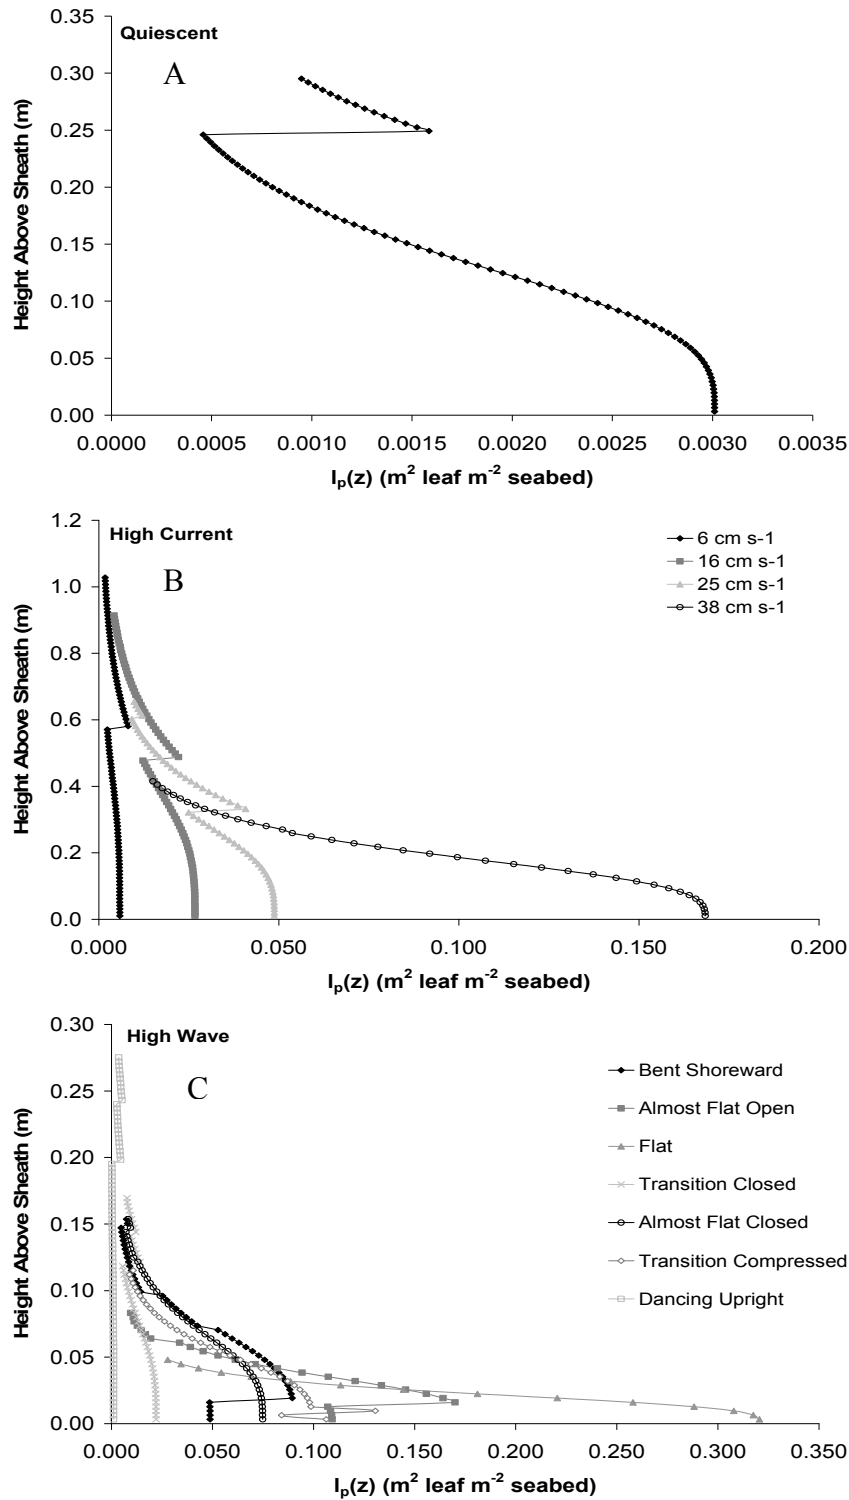 Quiescent
A
0.30
0.25
0.20
0.15
0.10
0.05
0.00
Height Above Sheath (m)
0.0000 0.0005 0.0010 0.0015 0.0020 0.0025 0.0030 0.0035
lp(z) (m2 leaf m-2 seabed)
High Current
B
6 cm s-1
16 cm s-1
25 cm s-1
38 cm s-1
1.2
1.0
0.8
0.6
0.4
0.2
0.0
Height Above Sheath (m)
0.000 0.050 0.100 0.150 0.200
lp(z) (m2 leaf m-2 seabed)
High Wave
C
Bent Shoreward
Almost Flat Open
Flat
Transition Closed
Almost Flat Closed
Transition Compressed
Dancing Upright
0.30
0.25
0.20
0.15
0.10
0.05
0.00
Height Above Sheath (m)
0.000 0.050 0.100 0.150 0.200 0.250 0.300 0.350
lp(z) (m2 leaf m-2 seabed)